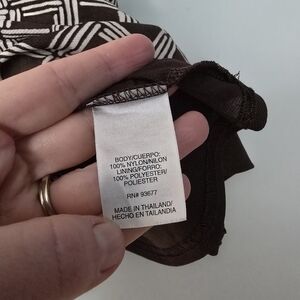 BODY/CUERPO:
100% NYLON/NILON
LINING/FORRO:
100% POLYESTER/
POLIESTER
RN# 93677
MADE IN THAILAND/
HECHO EN TAILANDIA